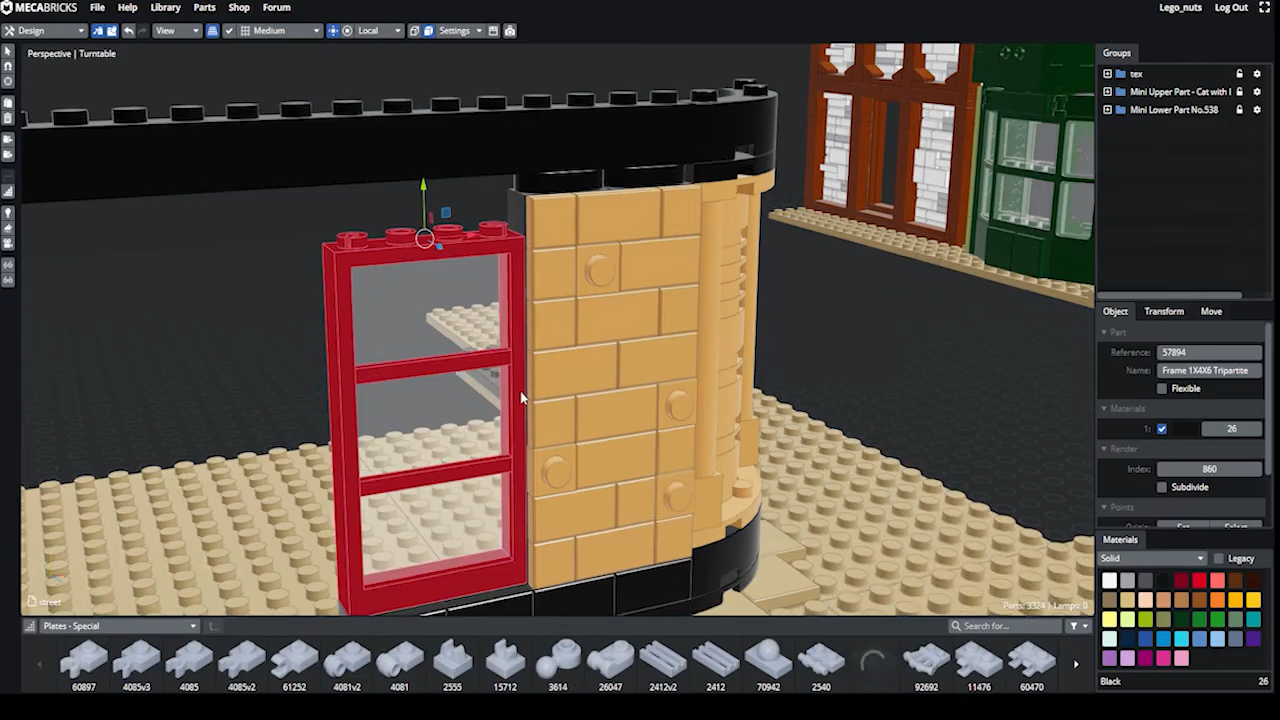 MECABRICKS File Help Library Parts Shop Forum Lego_nuts Log Out
Design View Medium Local Settings
Perspective | Turntable
Groups
tex
Mini Upper Part - Cat with
Mini Lower Part No.538
Object Transform Move
Part
Reference: 57894
Name: Frame 1X4X6 Tripartite
Flexible
Materials
1: 26
Render
Index: 860
Subdivide
Points
Materials
Solid Legacy
street
Parts: 3324 | Lamps: 0
Plates - Special
Search for...
60897 4085v3 4085 4085v2 61252 4081v2 4081 2555 15712 3614 26047 2412v2 2412 70942 2540 92692 11476 60470
Black 26